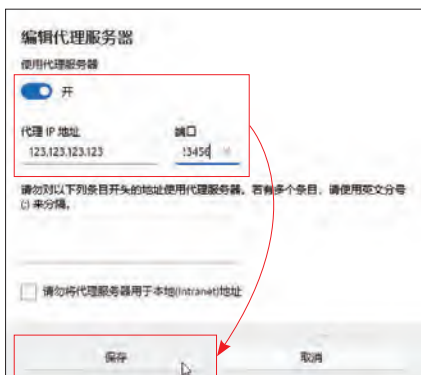 编辑代理服务器
使用代理服务器
开
代理 IP 地址
端口
123.123.123.123
13456
请勿对以下列条目开头的地址使用代理服务器。若有多个条目，请使用英文分号
(;) 来分隔。
请勿将代理服务器用于本地(Intranet)地址
保存
取消